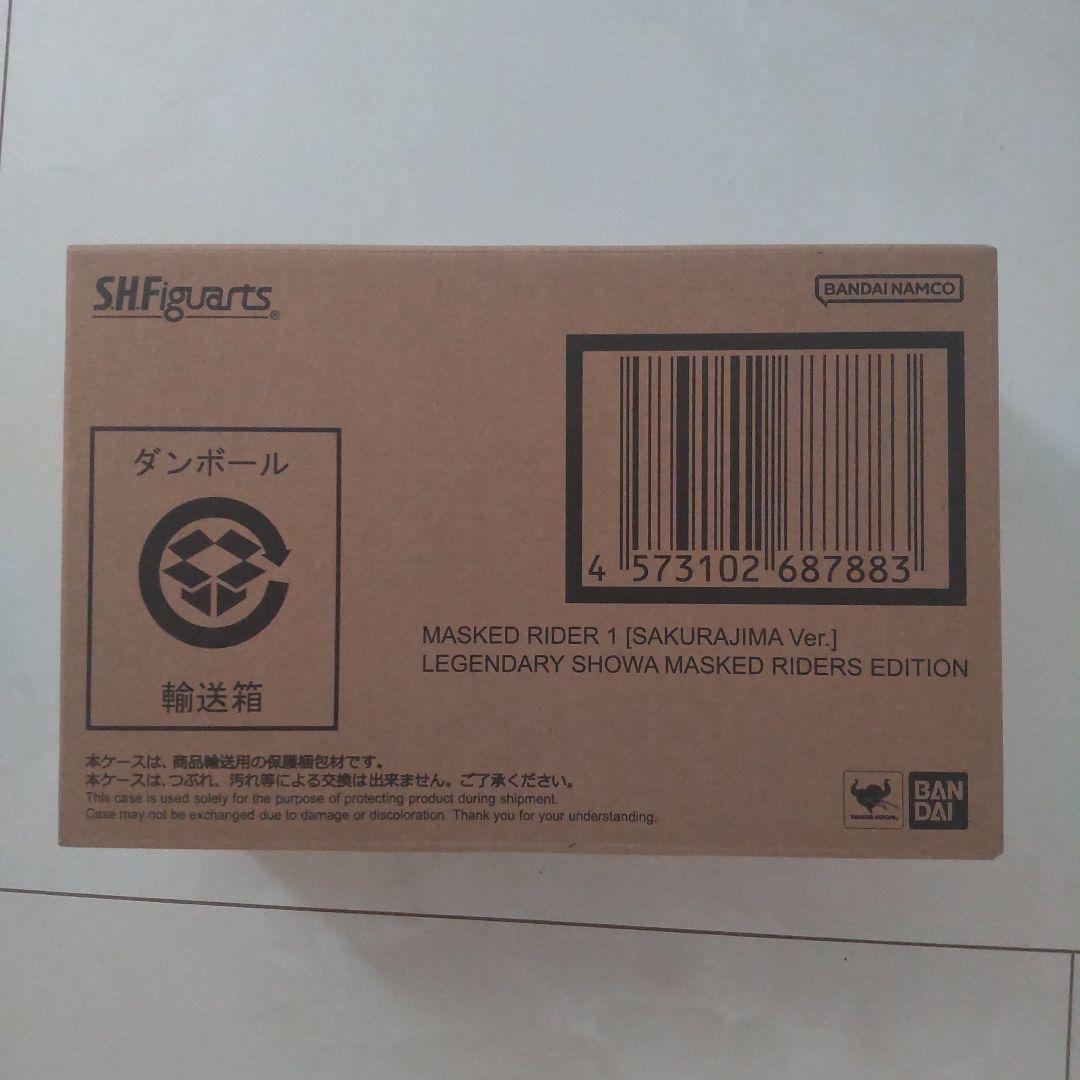 S.H.Figuarts®
BANDAI NAMCO
ダンボール
輸送箱
4 573102 687883
MASKED RIDER 1 [SAKURAJIMA Ver.]
LEGENDARY SHOWA MASKED RIDERS EDITION
本ケースは、商品輸送用の保護梱包材です。
本ケースは、つぶれ、汚れ等による交換は出来ません。ご了承ください。
This case is used solely for the purpose of protecting product during shipment.
Case may not be exchanged due to damage or discoloration. Thank you for your understanding.
BAN
DAI